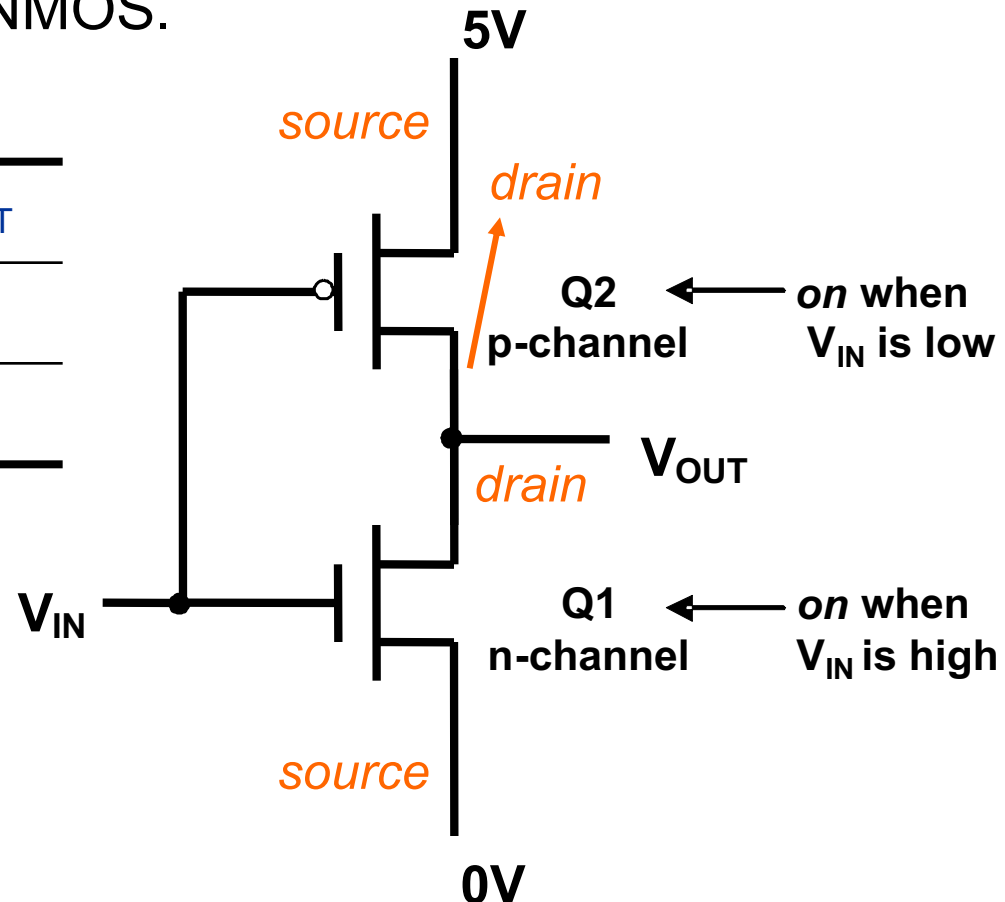 NMOS.
5V
source
drain
T
Q2
p-channel
on when
VIN is low
VOUT
drain
VIN
Q1
n-channel
on when
VIN is high
source
0V